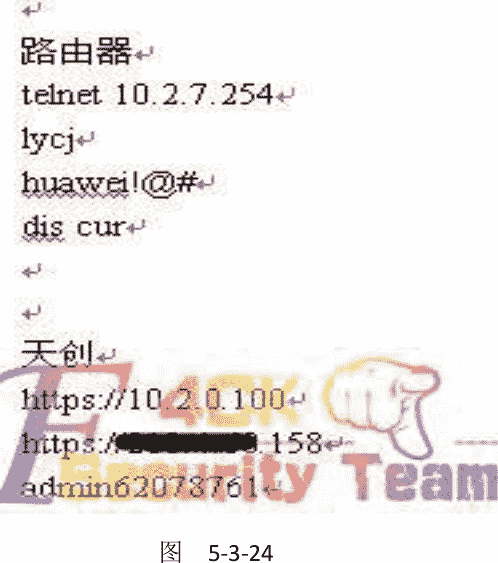 路由器
telnet 10.2.7.254
lycj
huawei!@#
dis cur
天创
https://10.2.0.100
https:/ .158
admin62078761
Security Team
图 5-3-24